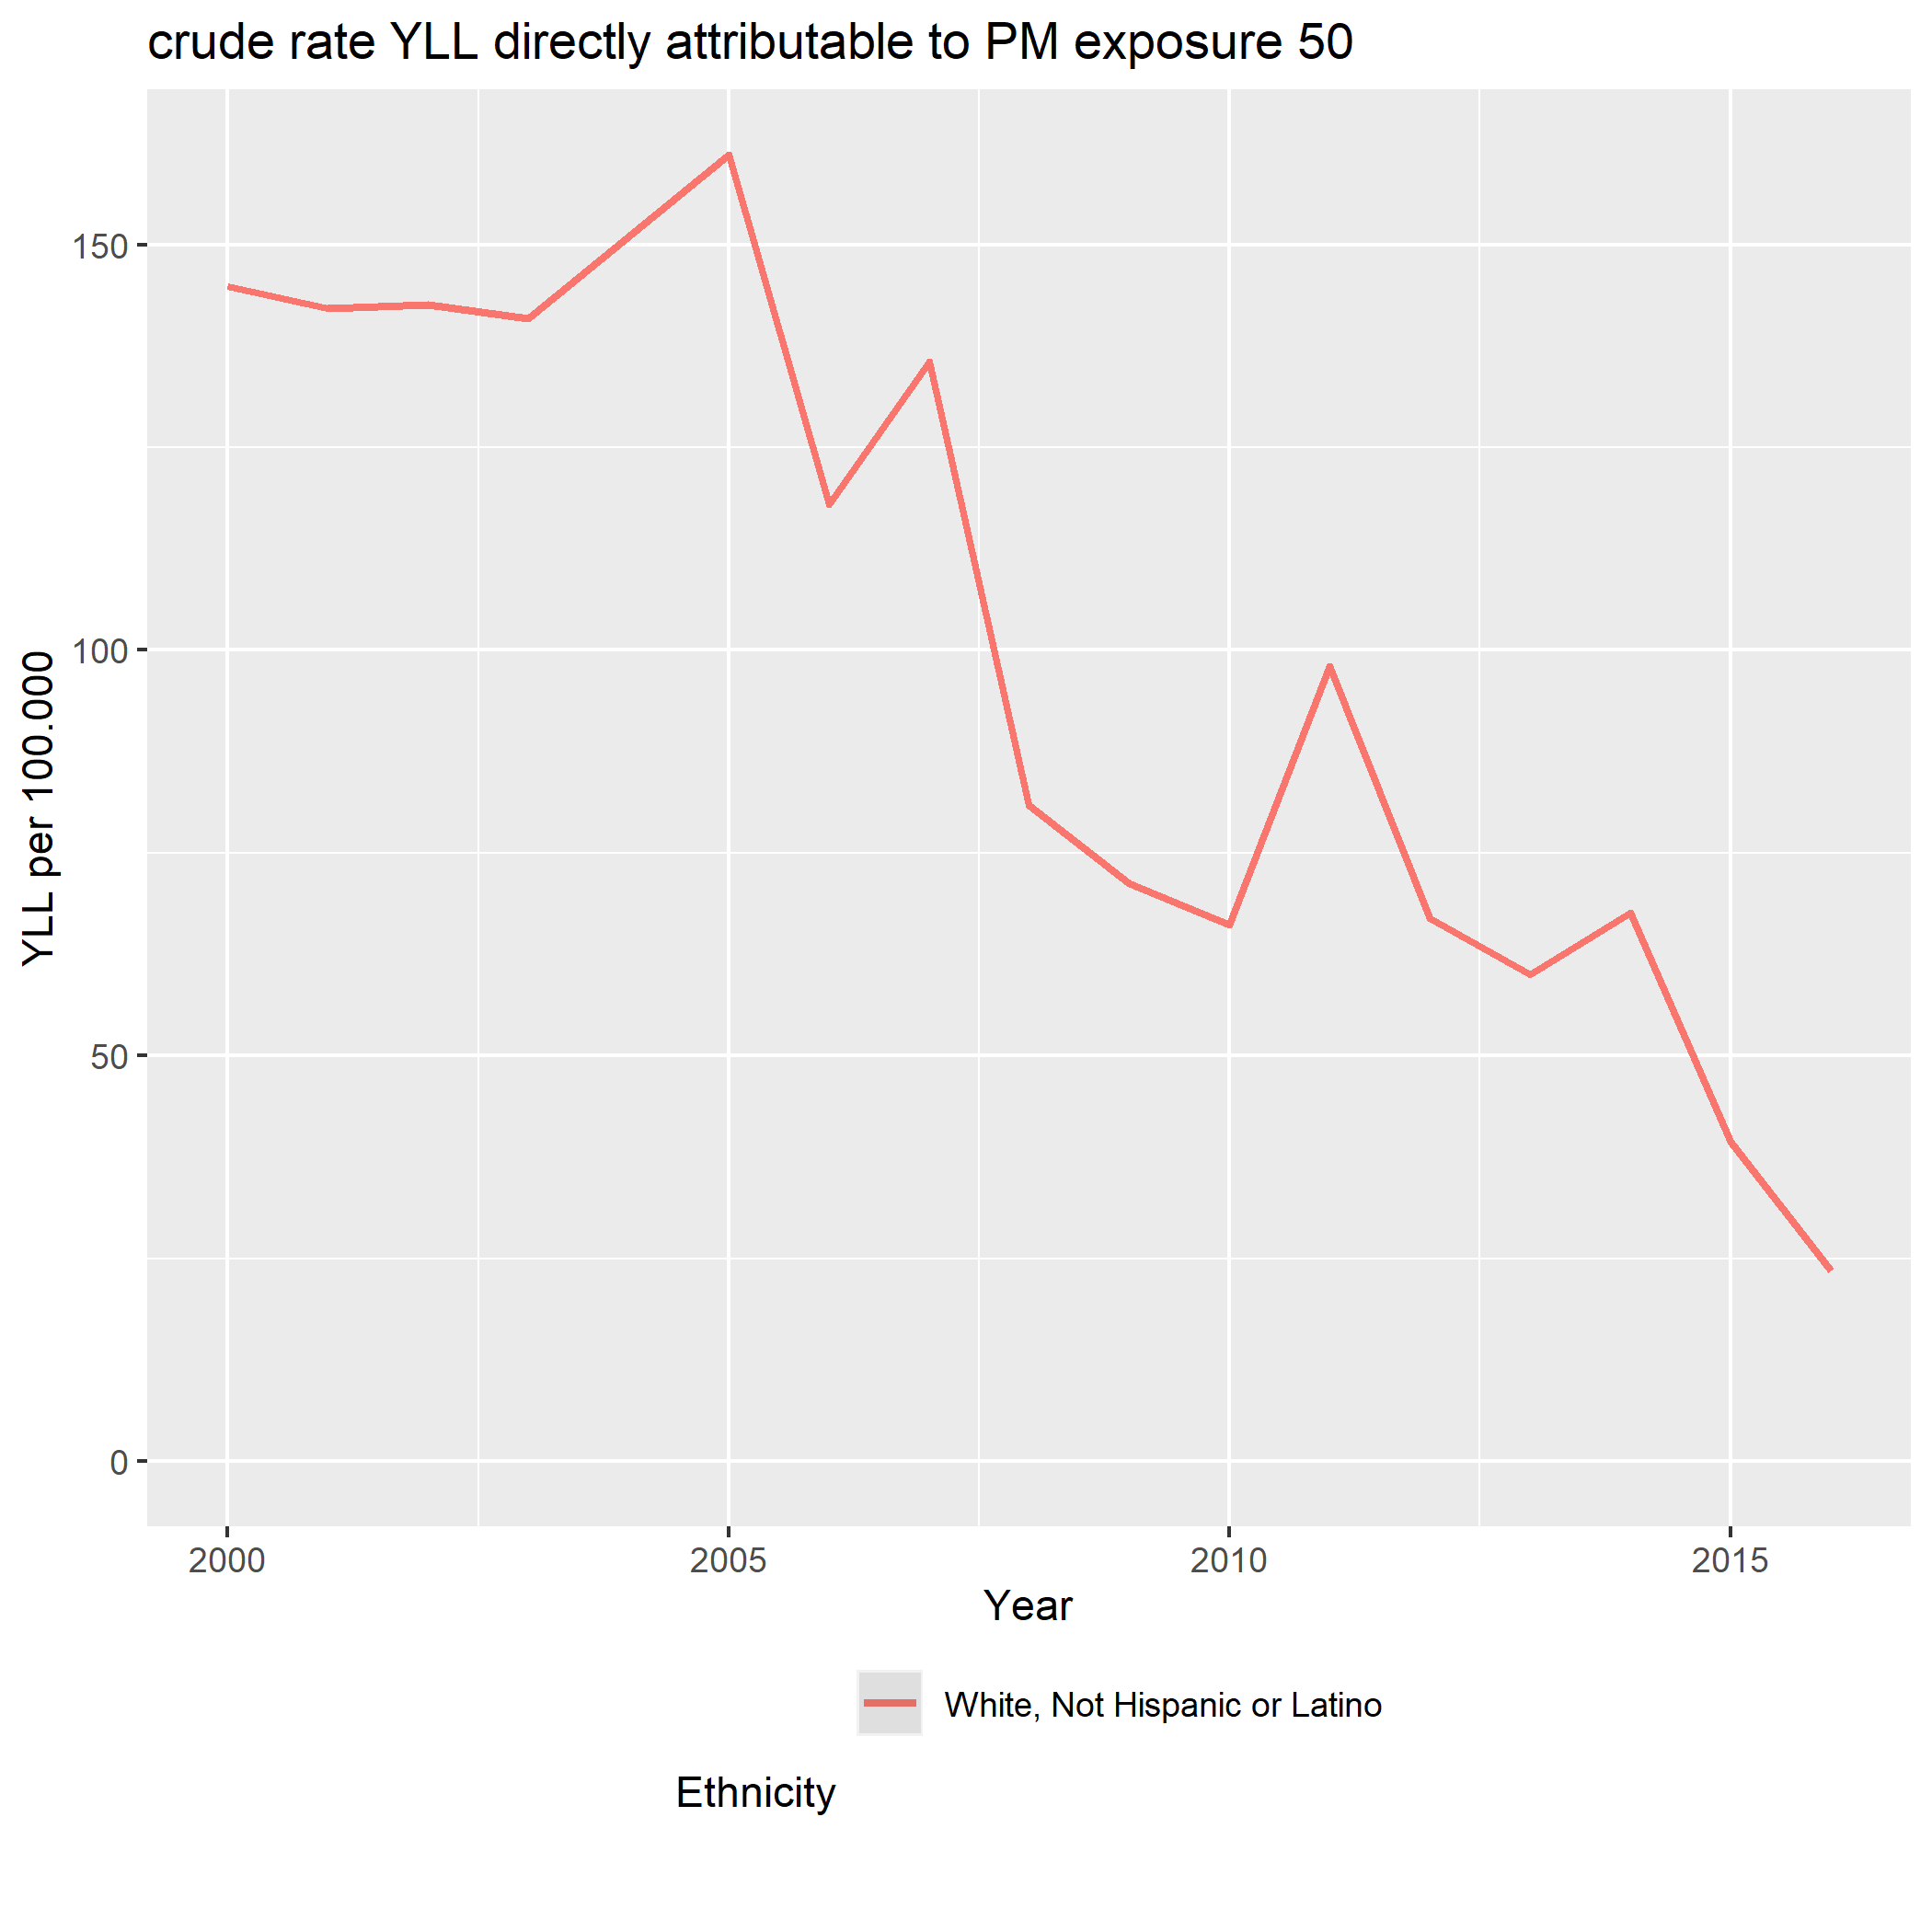 crude rate YLL directly attributable to PM exposure 50
YLL per 100.000
150
100
50
0
2000 2005 2010 2015
Year
White, Not Hispanic or Latino
Ethnicity